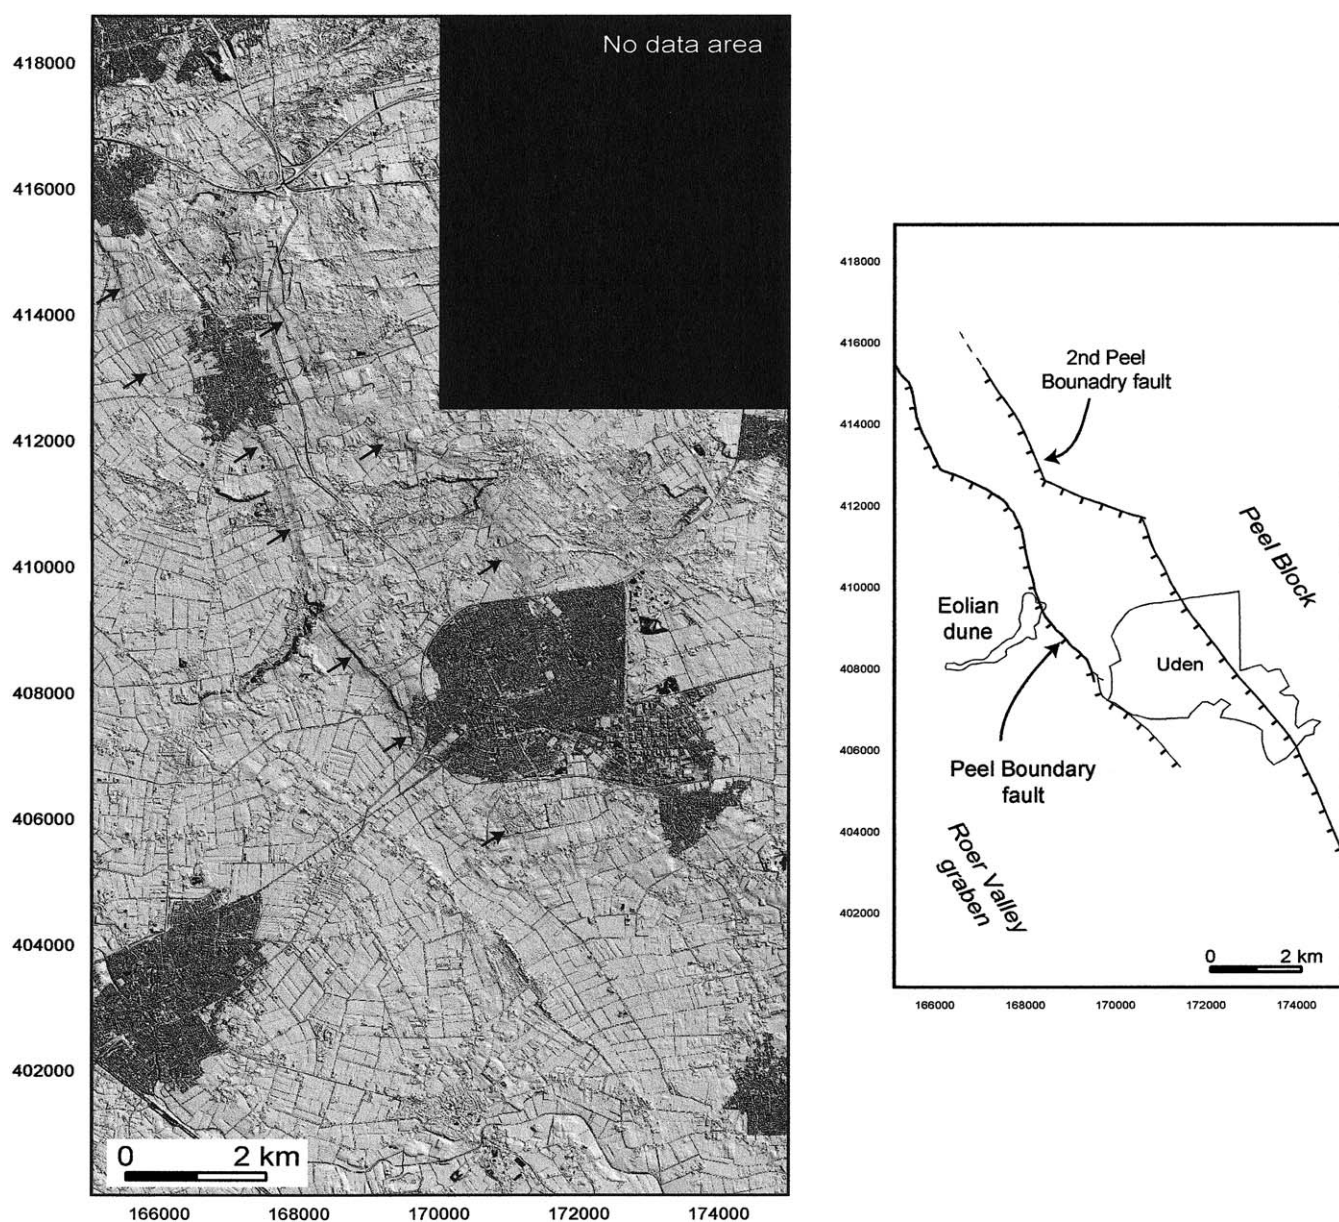 No data area
418000
416000
414000
412000
410000
408000
406000
404000
402000
0 2 km
166000 168000 170000 172000 174000
418000
416000
414000
412000
410000
408000
406000
404000
402000
2nd Peel
Bounadry fault
Peel Block
Eolian
dune
Uden
Peel Boundary
fault
Roer Valley
graben
0 2 km
166000 168000 170000 172000 174000